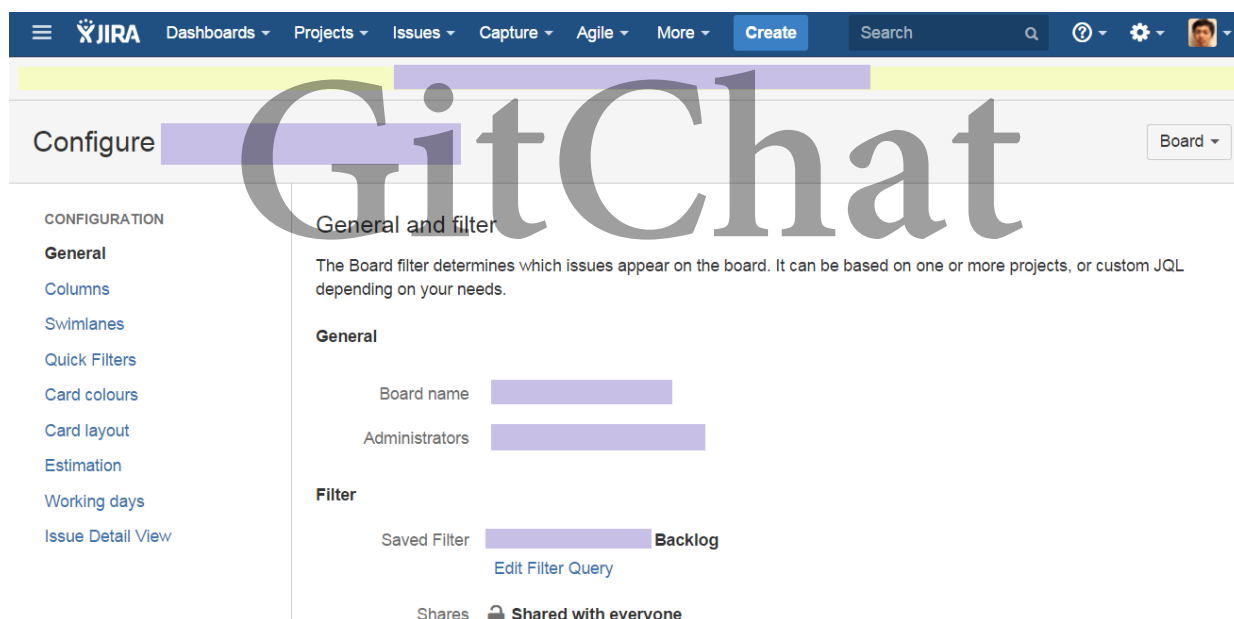 JIRA Dashboards Projects Issues Capture Agile More Create Search
GitChat
Configure
Board
CONFIGURATION
General
Columns
Swimlanes
Quick Filters
Card colours
Card layout
Estimation
Working days
Issue Detail View
General and filter
The Board filter determines which issues appear on the board. It can be based on one or more projects, or custom JQL
depending on your needs.
General
Board name
Administrators
Filter
Saved Filter Backlog
Edit Filter Query
Shares Shared with everyone